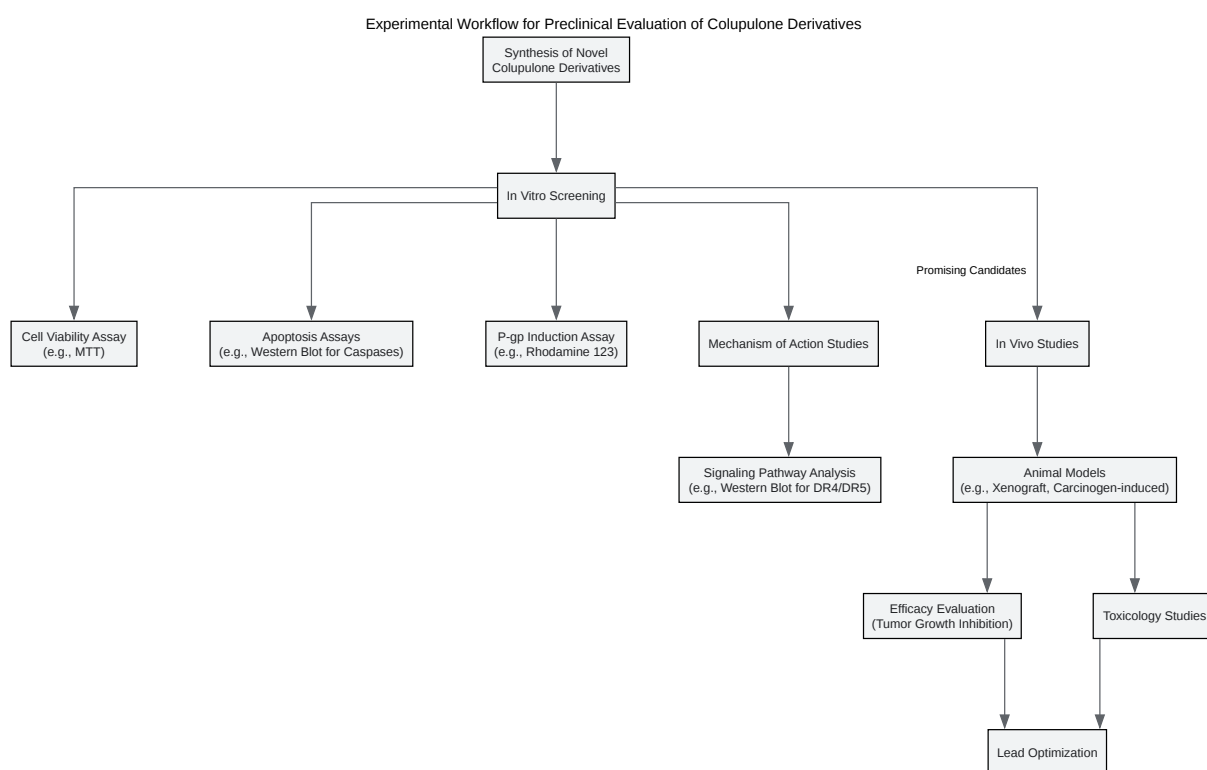 Experimental Workflow for Preclinical Evaluation of Colupulone Derivatives
Synthesis of Novel
Colupulone Derivatives
In Vitro Screening
Promising Candidates
Cell Viability Assay
(e.g., MTT)
Apoptosis Assays
(e.g., Western Blot for Caspases)
P-gp Induction Assay
(e.g., Rhodamine 123)
Mechanism of Action Studies
In Vivo Studies
Signaling Pathway Analysis
(e.g., Western Blot for DR4/DR5)
Animal Models
(e.g., Xenograft, Carcinogen-induced)
Efficacy Evaluation
(Tumor Growth Inhibition)
Toxicology Studies
Lead Optimization